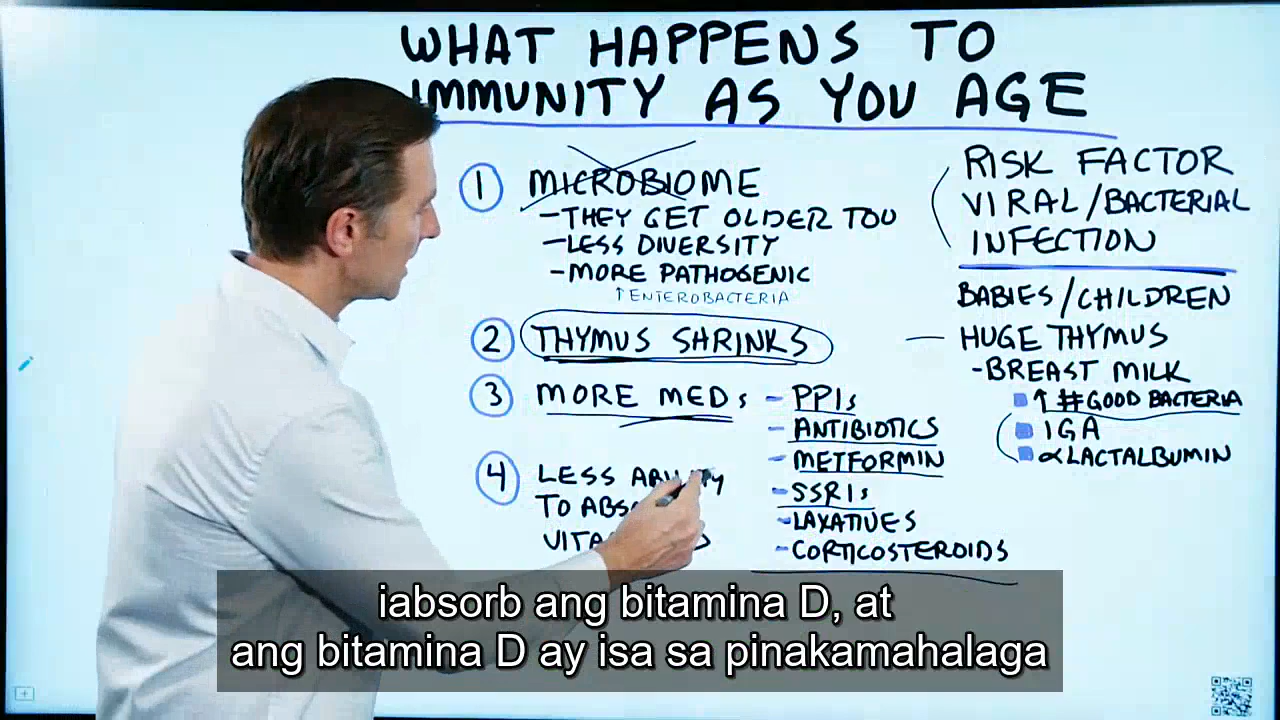 WHAT HAPPENS TO
IMMUNITY AS YOU AGE
① MICROBIOME
-THEY GET OLDER TOO
-LESS DIVERSITY
-MORE PATHOGENIC
↑ENTEROBACTERIA
② THYMUS SHRINKS
③ MORE MEDs
- PPIs
- ANTIBIOTICS
- METFORMIN
- SSRIs
- LAXATIVES
- CORTICOSTEROIDS
④ LESS
TO
RISK FACTOR
VIRAL/BACTERIAL
INFECTION
BABIES/CHILDREN
— HUGE THYMUS
-BREAST MILK
↑ #GOOD BACTERIA
IGA
αLACTALBUMIN
iabsorb ang bitamina D, at
ang bitamina D ay isa sa pinakamahalaga